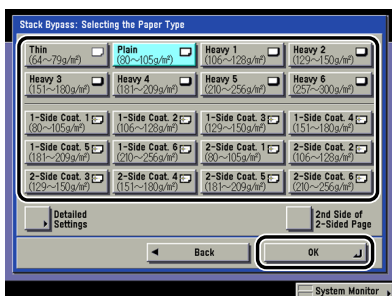 Stack Bypass: Selecting the Paper Type
Thin Plain Heavy 1 Heavy 2
(64～79g/m²) (80～105g/m²) (106～128g/m²) (129～150g/m²)
Heavy 3 Heavy 4 Heavy 5 Heavy 6
(151～180g/m²) (181～209g/m²) (210～256g/m²) (257～300g/m²)
1-Side Coat. 1 1-Side Coat. 2 1-Side Coat. 3 1-Side Coat. 4
(80～105g/m²) (106～128g/m²) (129～150g/m²) (151～180g/m²)
1-Side Coat. 5 1-Side Coat. 6 2-Side Coat. 1 2-Side Coat. 2
(181～209g/m²) (210～256g/m²) (80～105g/m²) (106～128g/m²)
2-Side Coat. 3 2-Side Coat. 4 2-Side Coat. 5 2-Side Coat. 6
(129～150g/m²) (151～180g/m²) (181～209g/m²) (210～256g/m²)
Detailed 2nd Side of
Settings 2-Sided Page
Back OK
System Monitor